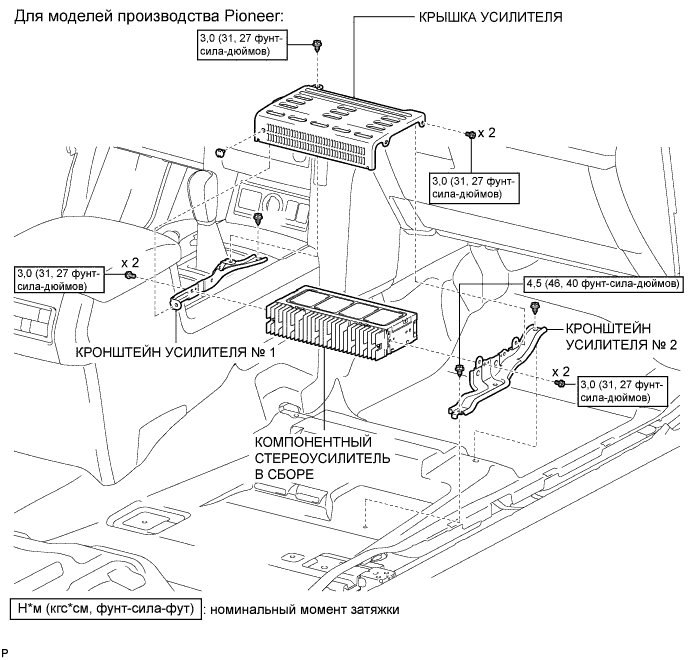 Для моделей производства Pioneer:
КРЫШКА УСИЛИТЕЛЯ
3,0 (31, 27 фунт-
сила-дюймов)
x 2
3,0 (31, 27 фунт-
сила-дюймов)
x 2
3,0 (31, 27 фунт-
сила-дюймов)
4,5 (46, 40 фунт-сила-дюймов)
КРОНШТЕЙН УСИЛИТЕЛЯ № 1
КРОНШТЕЙН
УСИЛИТЕЛЯ № 2
x 2
3,0 (31, 27 фунт-
сила-дюймов)
КОМПОНЕНТНЫЙ
СТЕРЕОУСИЛИТЕЛЬ
В СБОРЕ
Н*м (кгс*см, фунт-сила-фут) : номинальный момент затяжки
P